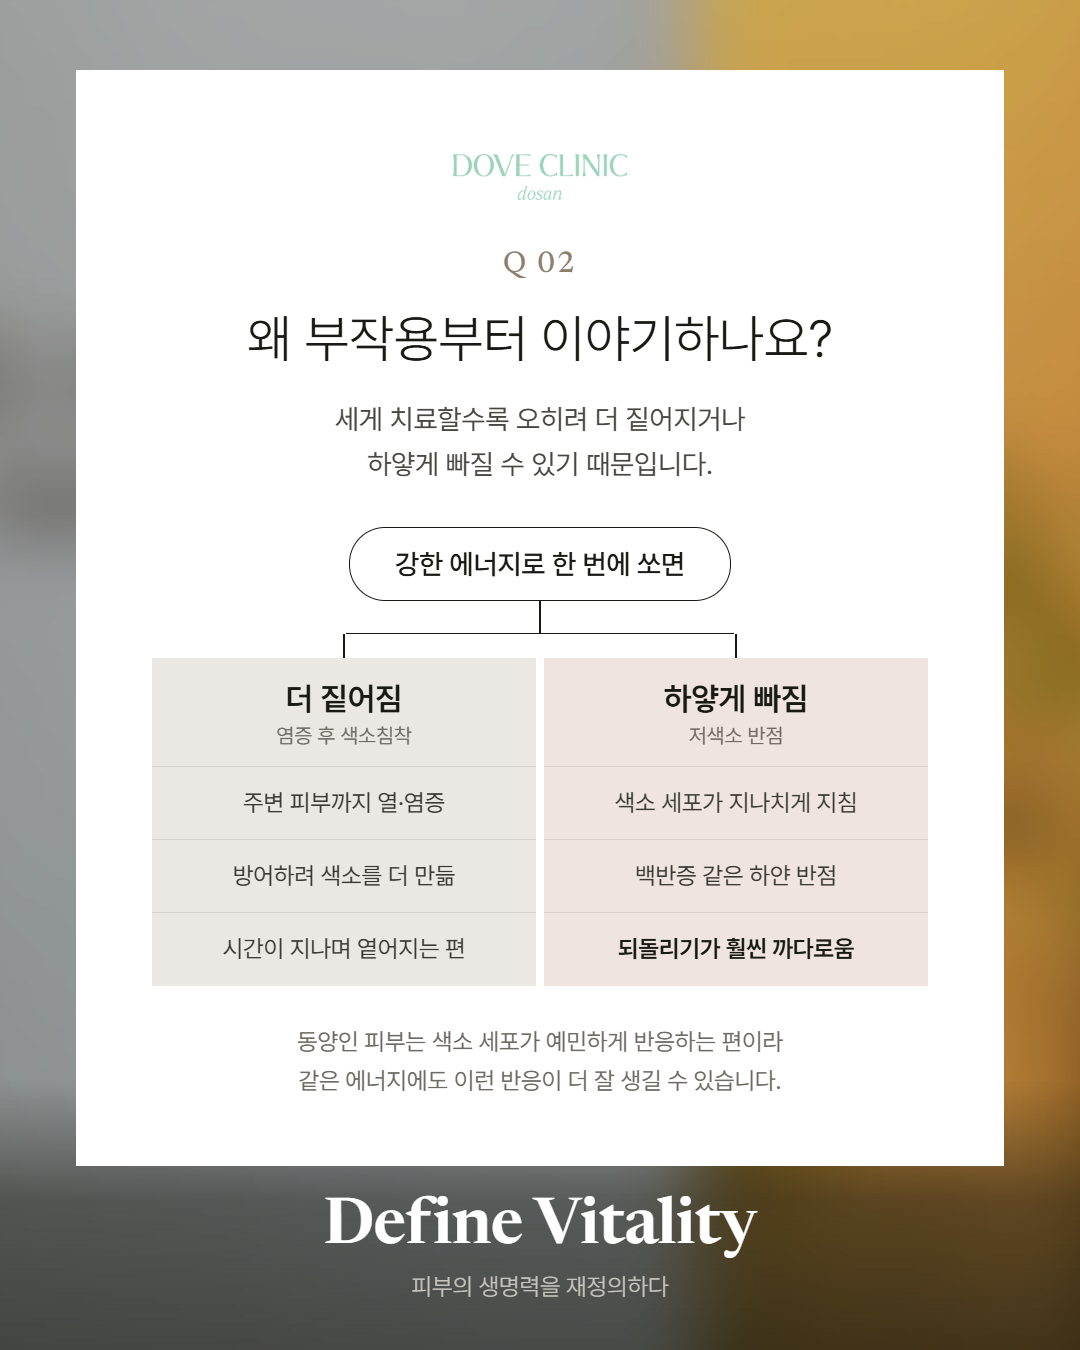 DOVE CLINIC
dosan
Q 02
왜 부작용부터 이야기하나요?
세게 치료할수록 오히려 더 짙어지거나
하얗게 빠질 수 있기 때문입니다.
강한 에너지로 한 번에 쏘면
더 짙어짐
염증 후 색소침착
주변 피부까지 열·염증
방어하려 색소를 더 만듦
시간이 지나며 옅어지는 편
하얗게 빠짐
저색소 반점
색소 세포가 지나치게 지침
백반증 같은 하얀 반점
되돌리기가 훨씬 까다로움
동양인 피부는 색소 세포가 예민하게 반응하는 편이라
같은 에너지에도 이런 반응이 더 잘 생길 수 있습니다.
Define Vitality
피부의 생명력을 재정의하다